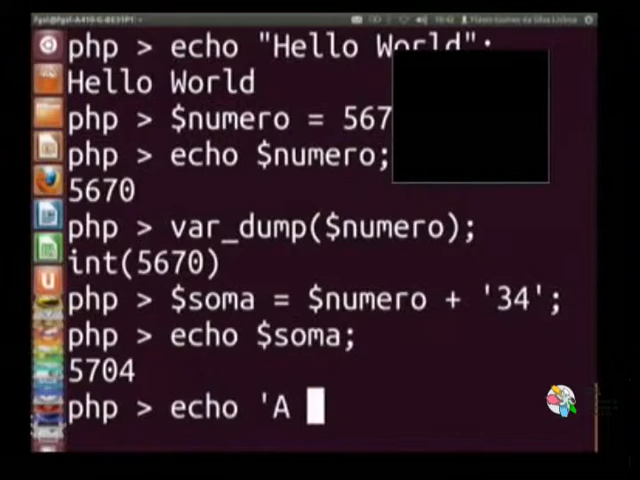 php > echo "Hello World";
Hello World
php > $numero = 567
php > echo $numero;
5670
php > var_dump($numero);
int(5670)
php > $soma = $numero + '34';
php > echo $soma;
5704
php > echo 'A